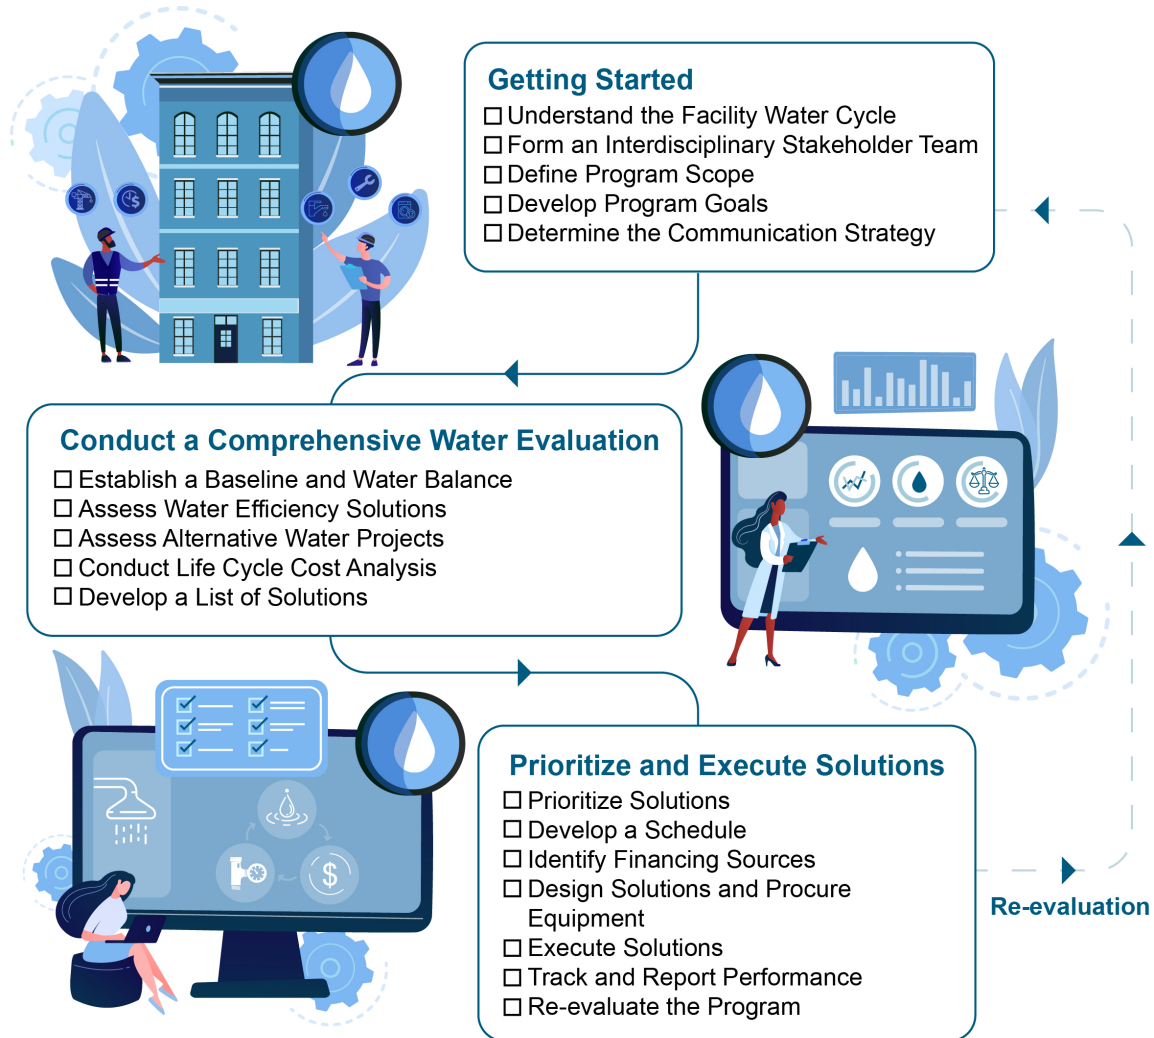 Getting Started
☐ Understand the Facility Water Cycle
☐ Form an Interdisciplinary Stakeholder Team
☐ Define Program Scope
☐ Develop Program Goals
☐ Determine the Communication Strategy
Conduct a Comprehensive Water Evaluation
☐ Establish a Baseline and Water Balance
☐ Assess Water Efficiency Solutions
☐ Assess Alternative Water Projects
☐ Conduct Life Cycle Cost Analysis
☐ Develop a List of Solutions
Prioritize and Execute Solutions
☐ Prioritize Solutions
☐ Develop a Schedule
☐ Identify Financing Sources
☐ Design Solutions and Procure
Equipment
☐ Execute Solutions
☐ Track and Report Performance
☐ Re-evaluate the Program
Re-evaluation
$
$